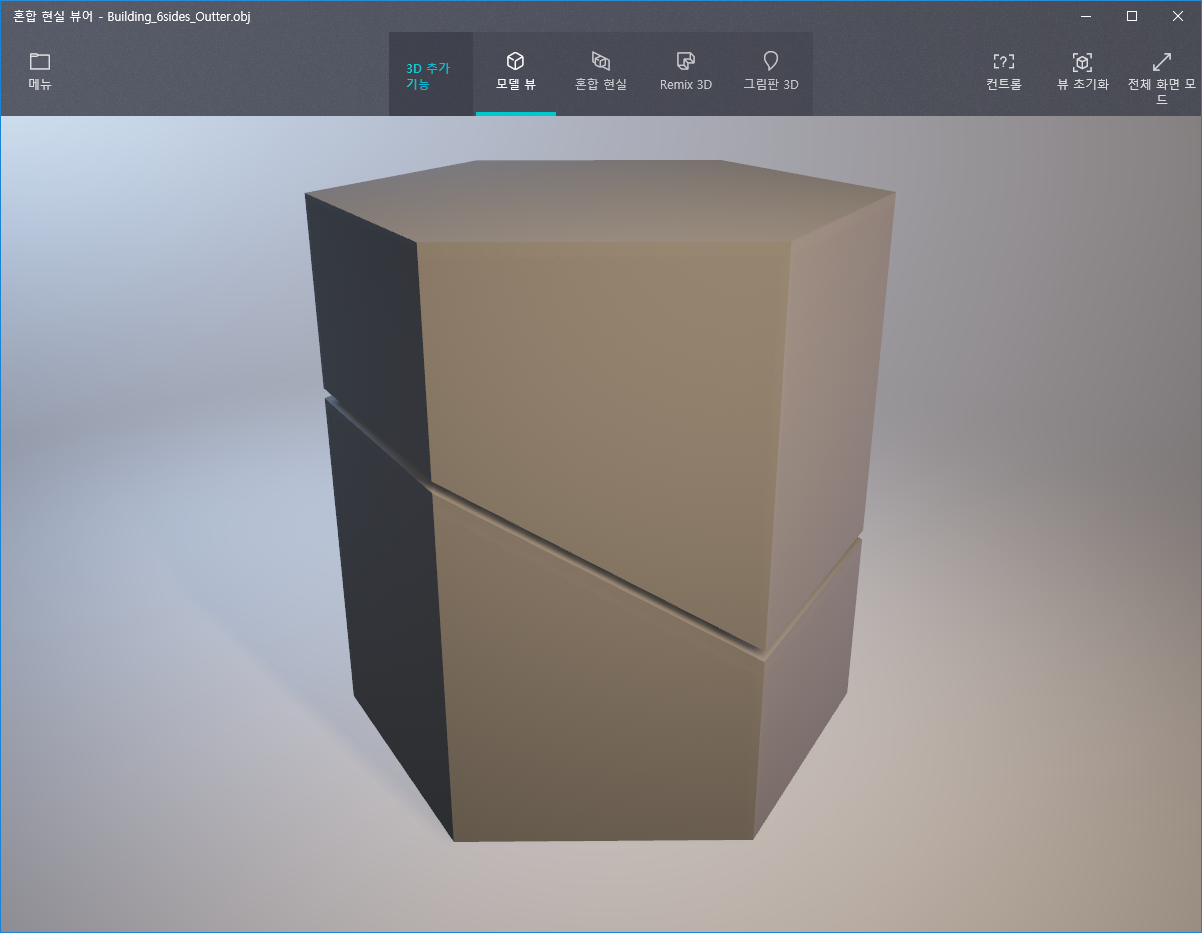 혼합 현실 뷰어 - Building_6sides_Outter.obj
메뉴
3D 추가
기능
모델 뷰
혼합 현실
Remix 3D
그림판 3D
컨트롤
뷰 초기화
전체 화면 모
드